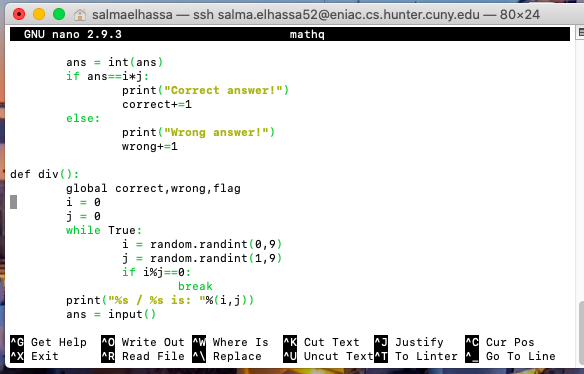 salmaelhassa — ssh salma.elhassa52@eniac.cs.hunter.cuny.edu — 80×24
GNU nano 2.9.3 mathq
ans = int(ans)
if ans==i*j:
print("Correct answer!")
correct+=1
else:
print("Wrong answer!")
wrong+=1
def div():
global correct,wrong,flag
i = 0
j = 0
while True:
i = random.randint(0,9)
j = random.randint(1,9)
if i%j==0:
break
print("%s / %s is: "%(i,j))
ans = input()
^G Get Help ^O Write Out ^W Where Is ^K Cut Text ^J Justify ^C Cur Pos
^X Exit ^R Read File ^\ Replace ^U Uncut Text ^T To Linter ^_ Go To Line